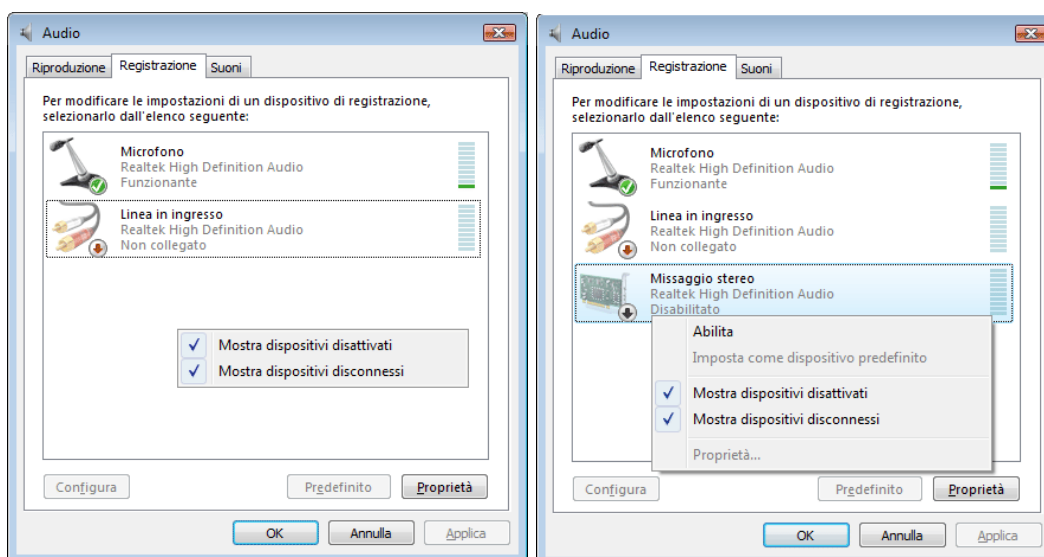 Audio
Riproduzione Registrazione Suoni
Per modificare le impostazioni di un dispositivo di registrazione,
selezionarlo dall'elenco seguente:
Microfono
Realtek High Definition Audio
Funzionante
Linea in ingresso
Realtek High Definition Audio
Non collegato
Mostra dispositivi disattivati
Mostra dispositivi disconnessi
Configura Predefinito Proprietà
OK Annulla Applica
Audio
Riproduzione Registrazione Suoni
Per modificare le impostazioni di un dispositivo di registrazione,
selezionarlo dall'elenco seguente:
Microfono
Realtek High Definition Audio
Funzionante
Linea in ingresso
Realtek High Definition Audio
Non collegato
Missaggio stereo
Realtek High Definition Audio
Disabilitato
Abilita
Imposta come dispositivo predefinito
Mostra dispositivi disattivati
Mostra dispositivi disconnessi
Proprietà...
Configura Predefinito Proprietà
OK Annulla Applica